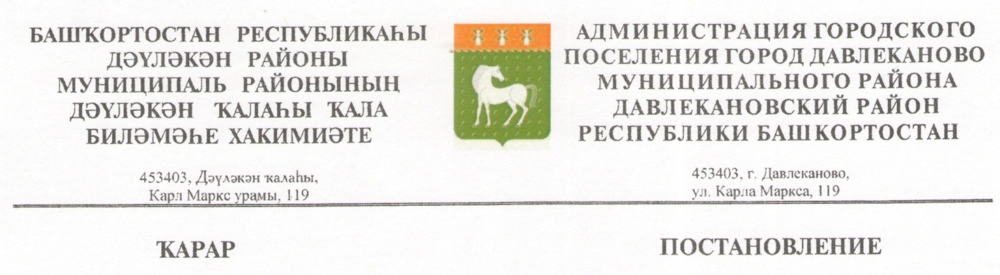 БАШҠОРТОСТАН РЕСПУБЛИКАҺЫ
ДӘҮЛӘКӘН РАЙОНЫ
МУНИЦИПАЛЬ РАЙОНЫНЫҢ
ДӘҮЛӘКӘН ҠАЛАҺЫ ҠАЛА
БИЛӘМӘҺЕ ХАКИМИӘТЕ
453403, Дәүләкән ҡалаһы,
Карл Маркс урамы, 119
АДМИНИСТРАЦИЯ ГОРОДСКОГО
ПОСЕЛЕНИЯ ГОРОД ДАВЛЕКАНОВО
МУНИЦИПАЛЬНОГО РАЙОНА
ДАВЛЕКАНОВСКИЙ РАЙОН
РЕСПУБЛИКИ БАШКОРТОСТАН
453403, г. Давлеканово,
ул. Карла Маркса, 119
ҠАРАР
ПОСТАНОВЛЕНИЕ